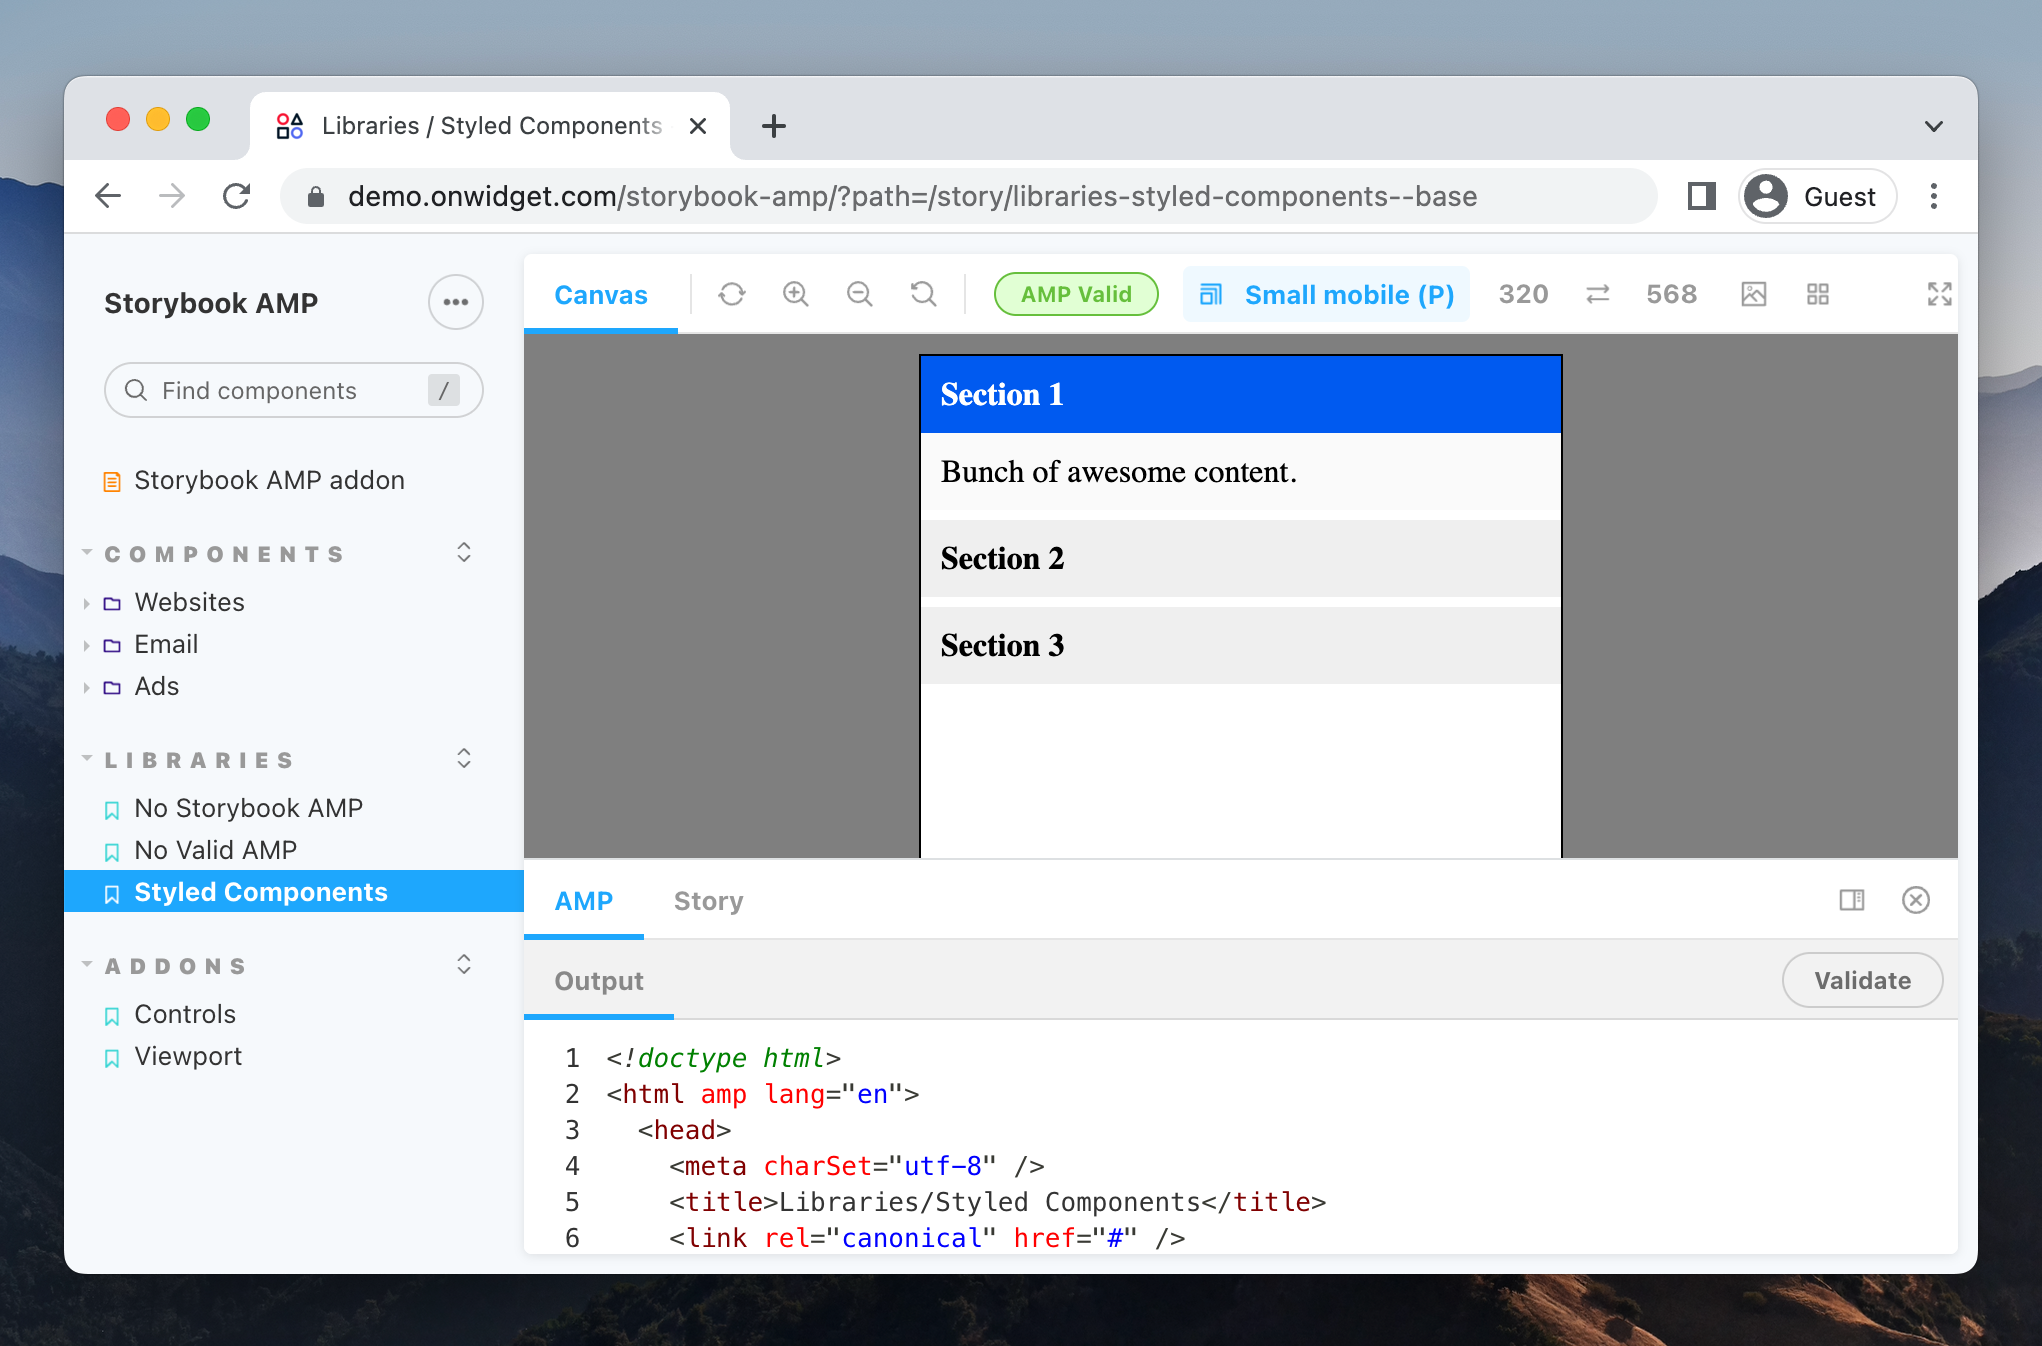 Libraries / Styled Components
demo.onwidget.com/storybook-amp/?path=/story/libraries-styled-components--base
Guest
Storybook AMP
Find components
/
Storybook AMP addon
COMPONENTS
Websites
Email
Ads
LIBRARIES
No Storybook AMP
No Valid AMP
Styled Components
ADDONS
Controls
Viewport
Canvas
AMP Valid
Small mobile (P)
320
568
Section 1
Bunch of awesome content.
Section 2
Section 3
AMP
Story
Output
Validate
1 <!doctype html>
2 <html amp lang="en">
3 <head>
4 <meta charSet="utf-8" />
5 <title>Libraries/Styled Components</title>
6 <link rel="canonical" href="#" />